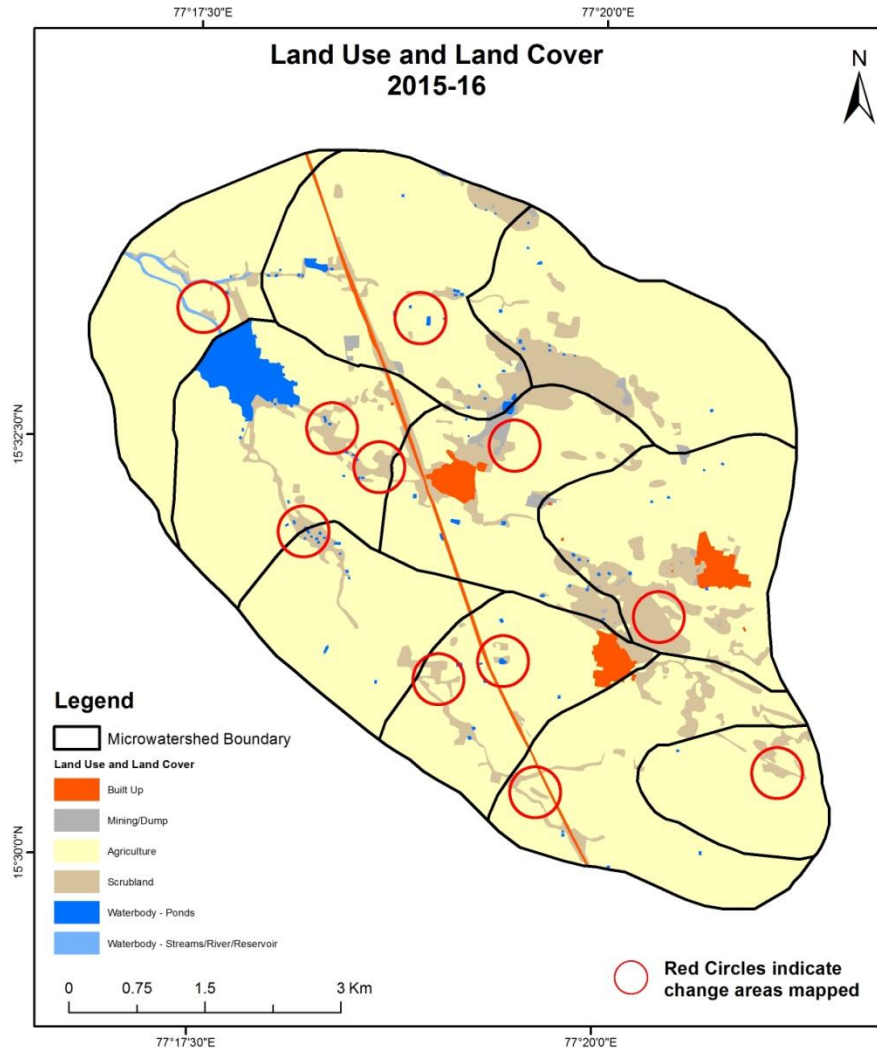 77°17'30"E
77°20'0"E
Land Use and Land Cover
2015-16
N
15°32'30"N
15°30'0"N
Legend
Microwatershed Boundary
Land Use and Land Cover
Built Up
Mining/Dump
Agriculture
Scrubland
Waterbody - Ponds
Waterbody - Streams/River/Reservoir
0 0.75 1.5 3 Km
Red Circles indicate
change areas mapped
77°17'30"E
77°20'0"E